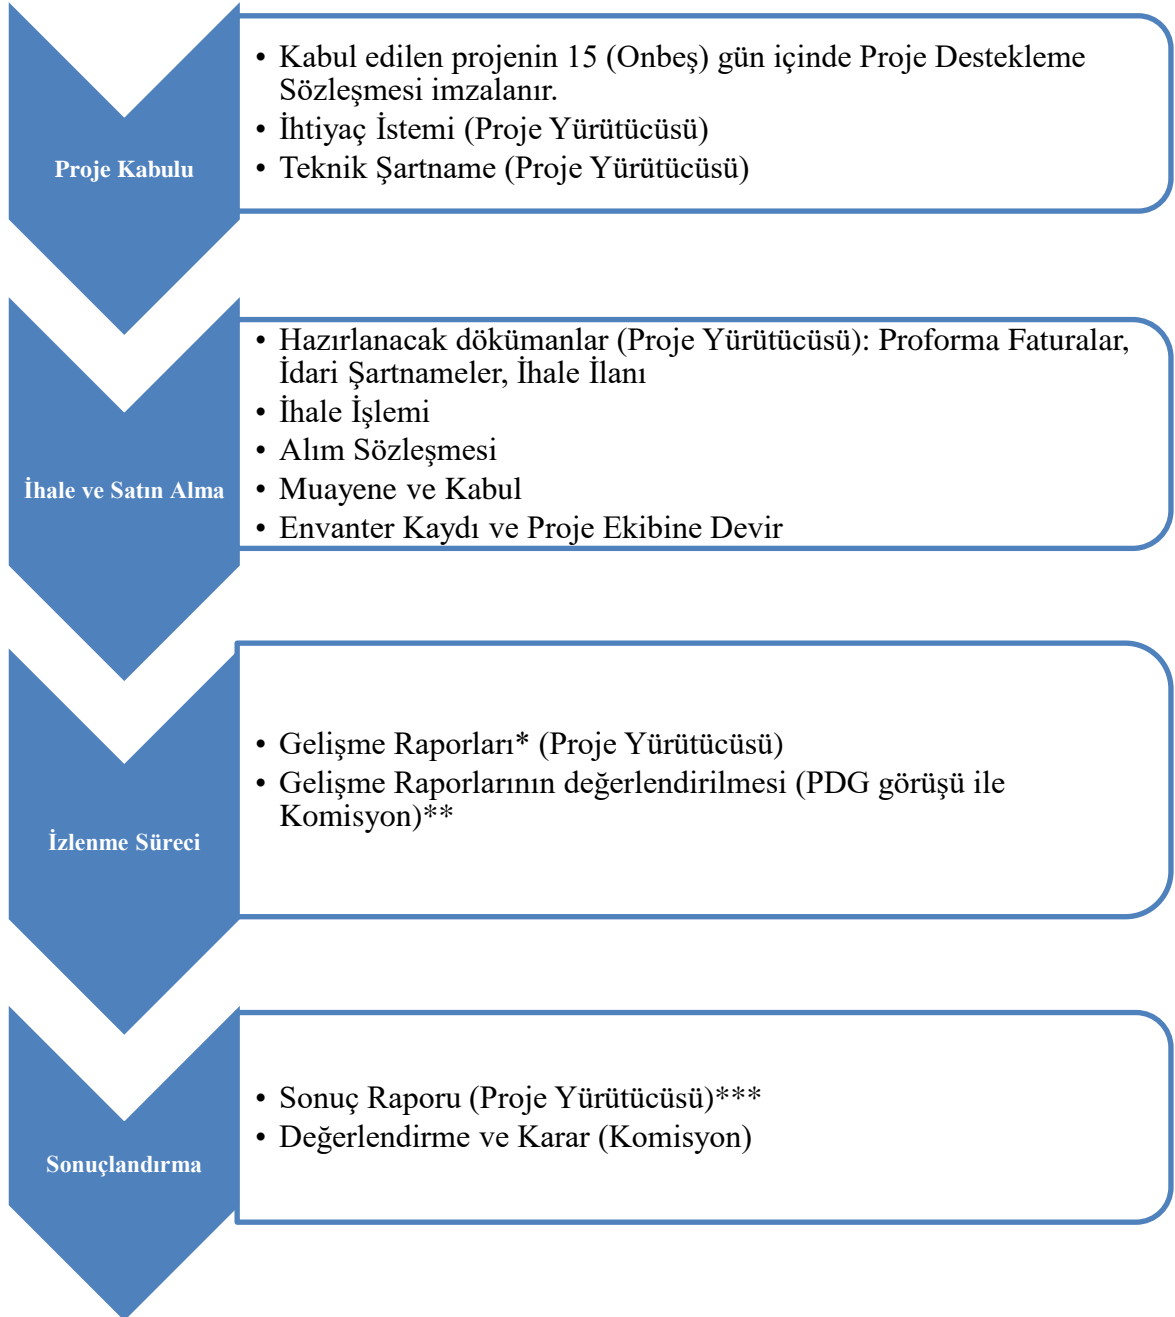 Proje Kabulu
• Kabul edilen projenin 15 (Onbeş) gün içinde Proje Destekleme
Sözleşmesi imzalanır.
• İhtiyaç İstemi (Proje Yürütücüsü)
• Teknik Şartname (Proje Yürütücüsü)
İhale ve Satın Alma
• Hazırlanacak dökümanlar (Proje Yürütücüsü): Proforma Faturalar,
İdari Şartnameler, İhale İlanı
• İhale İşlemi
• Alım Sözleşmesi
• Muayene ve Kabul
• Envanter Kaydı ve Proje Ekibine Devir
İzlenme Süreci
• Gelişme Raporları* (Proje Yürütücüsü)
• Gelişme Raporlarının değerlendirilmesi (PDG görüşü ile
Komisyon)**
Sonuçlandırma
• Sonuç Raporu (Proje Yürütücüsü)***
• Değerlendirme ve Karar (Komisyon)